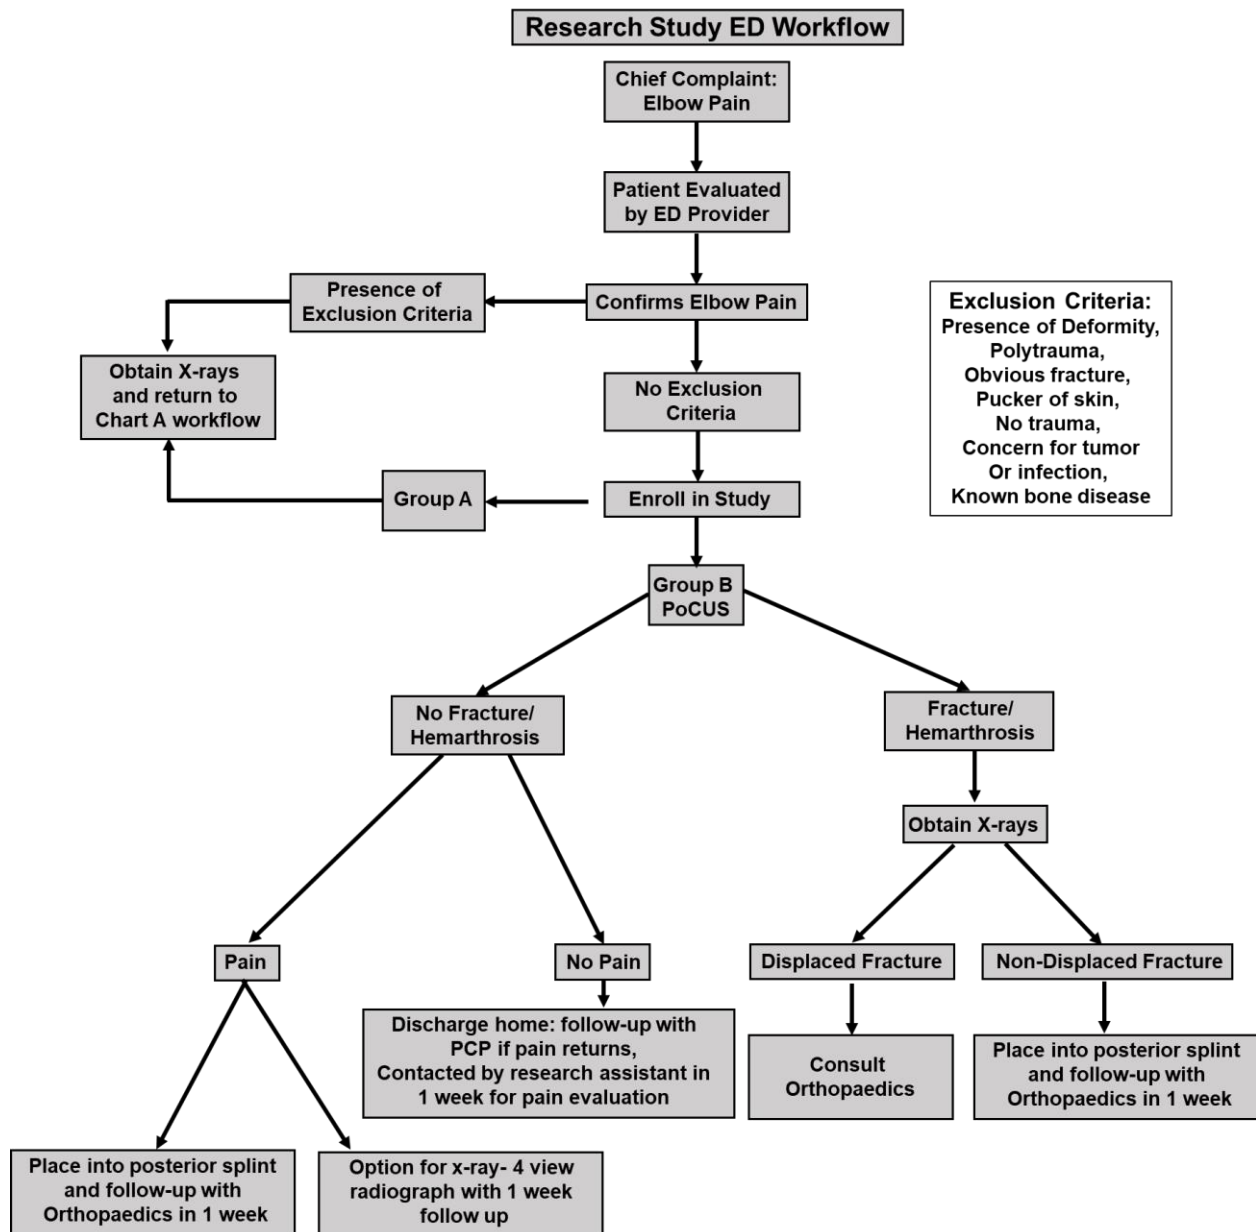 Research Study ED Workflow
Chief Complaint:
Elbow Pain
Patient Evaluated
by ED Provider
Presence of
Exclusion Criteria
Confirms Elbow Pain
Exclusion Criteria:
Presence of Deformity,
Polytrauma,
Obvious fracture,
Pucker of skin,
No trauma,
Concern for tumor
Or infection,
Known bone disease
Obtain X-rays
and return to
Chart A workflow
No Exclusion
Criteria
Group A
Enroll in Study
Group B
PoCUS
No Fracture/
Hemarthrosis
Fracture/
Hemarthrosis
Obtain X-rays
Pain
No Pain
Displaced Fracture
Non-Displaced Fracture
Discharge home: follow-up with
PCP if pain returns,
Contacted by research assistant in
1 week for pain evaluation
Consult
Orthopaedics
Place into posterior splint
and follow-up with
Orthopaedics in 1 week
Place into posterior splint
and follow-up with
Orthopaedics in 1 week
Option for x-ray- 4 view
radiograph with 1 week
follow up